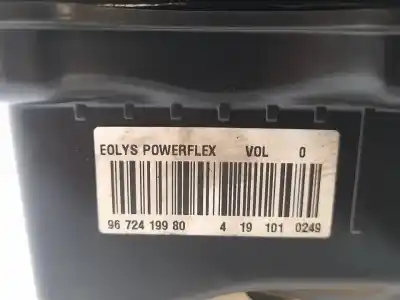 EOLYS POWERFLEX VOL 0
96 724 199 80 4 19 101 0249